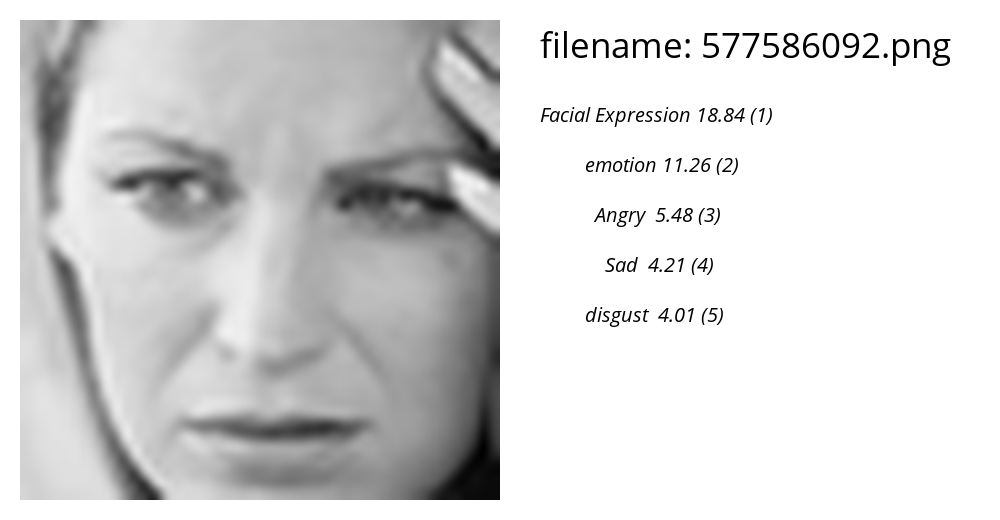 filename: 577586092.png
Facial Expression 18.84 (1)
emotion 11.26 (2)
Angry 5.48 (3)
Sad 4.21 (4)
disgust 4.01 (5)